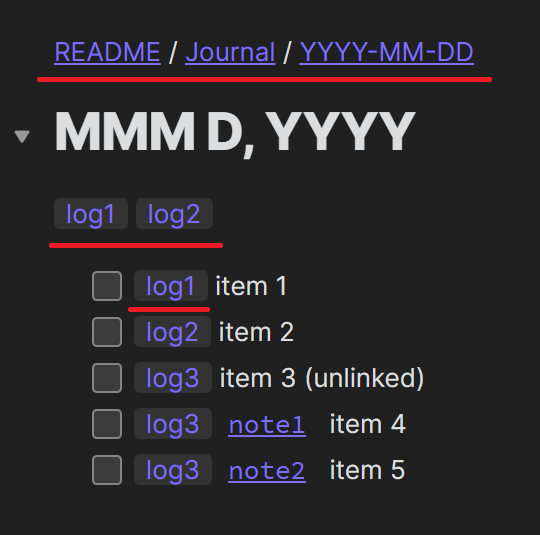 README / Journal / YYYY-MM-DD
MMM D, YYYY
log1 log2
log1 item 1
log2 item 2
log3 item 3 (unlinked)
log3 note1 item 4
log3 note2 item 5